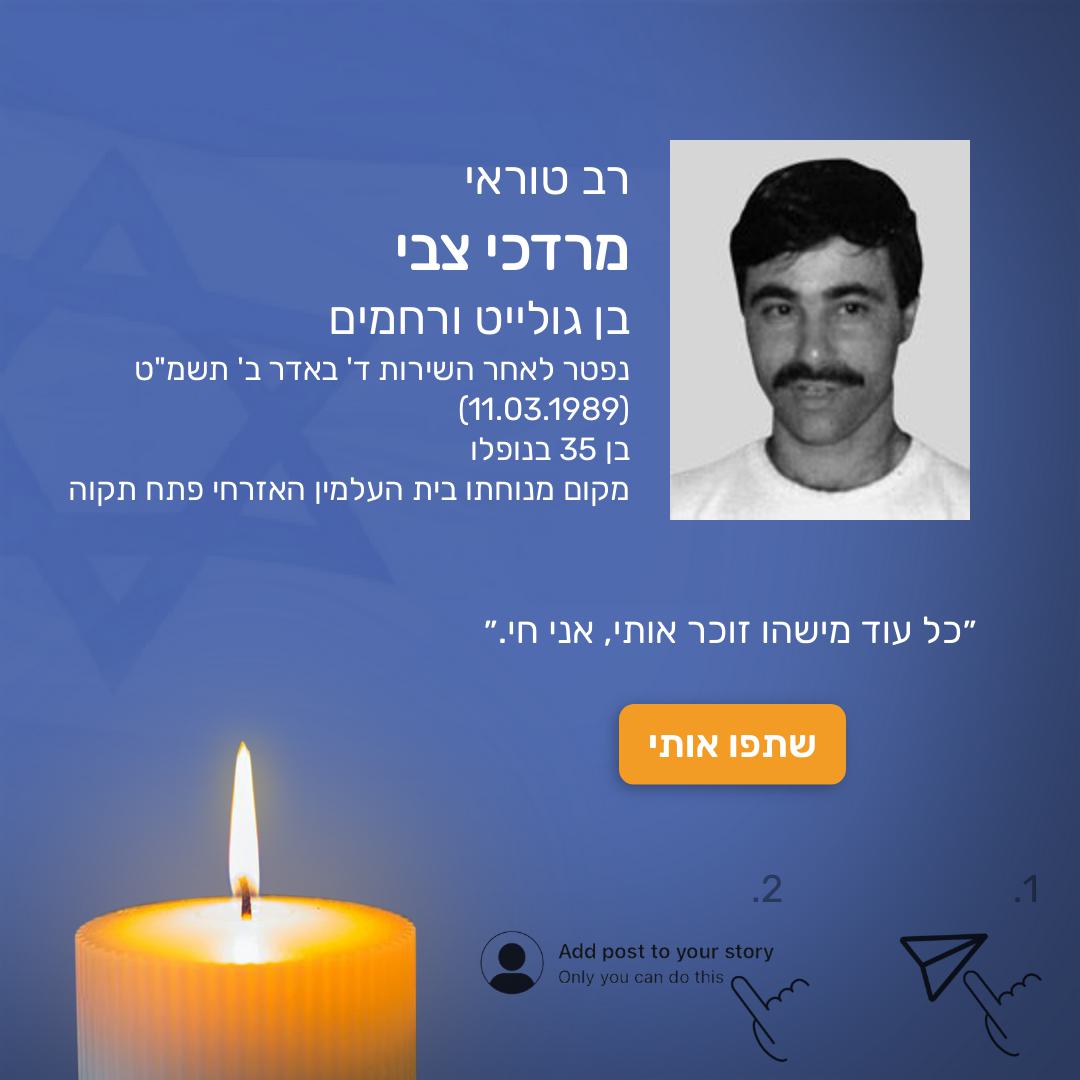 רב טוראי
מרדכי צבי
בן גולייט ורחמים
נפטר לאחר השירות ד' באדר ב' תשמ"ט
(11.03.1989)
בן 35 בנופלו
מקום מנוחתו בית העלמין האזרחי פתח תקוה
״כל עוד מישהו זוכר אותי, אני חי.״
שתפו אותי
.1
.2
Add post to your story
Only you can do this